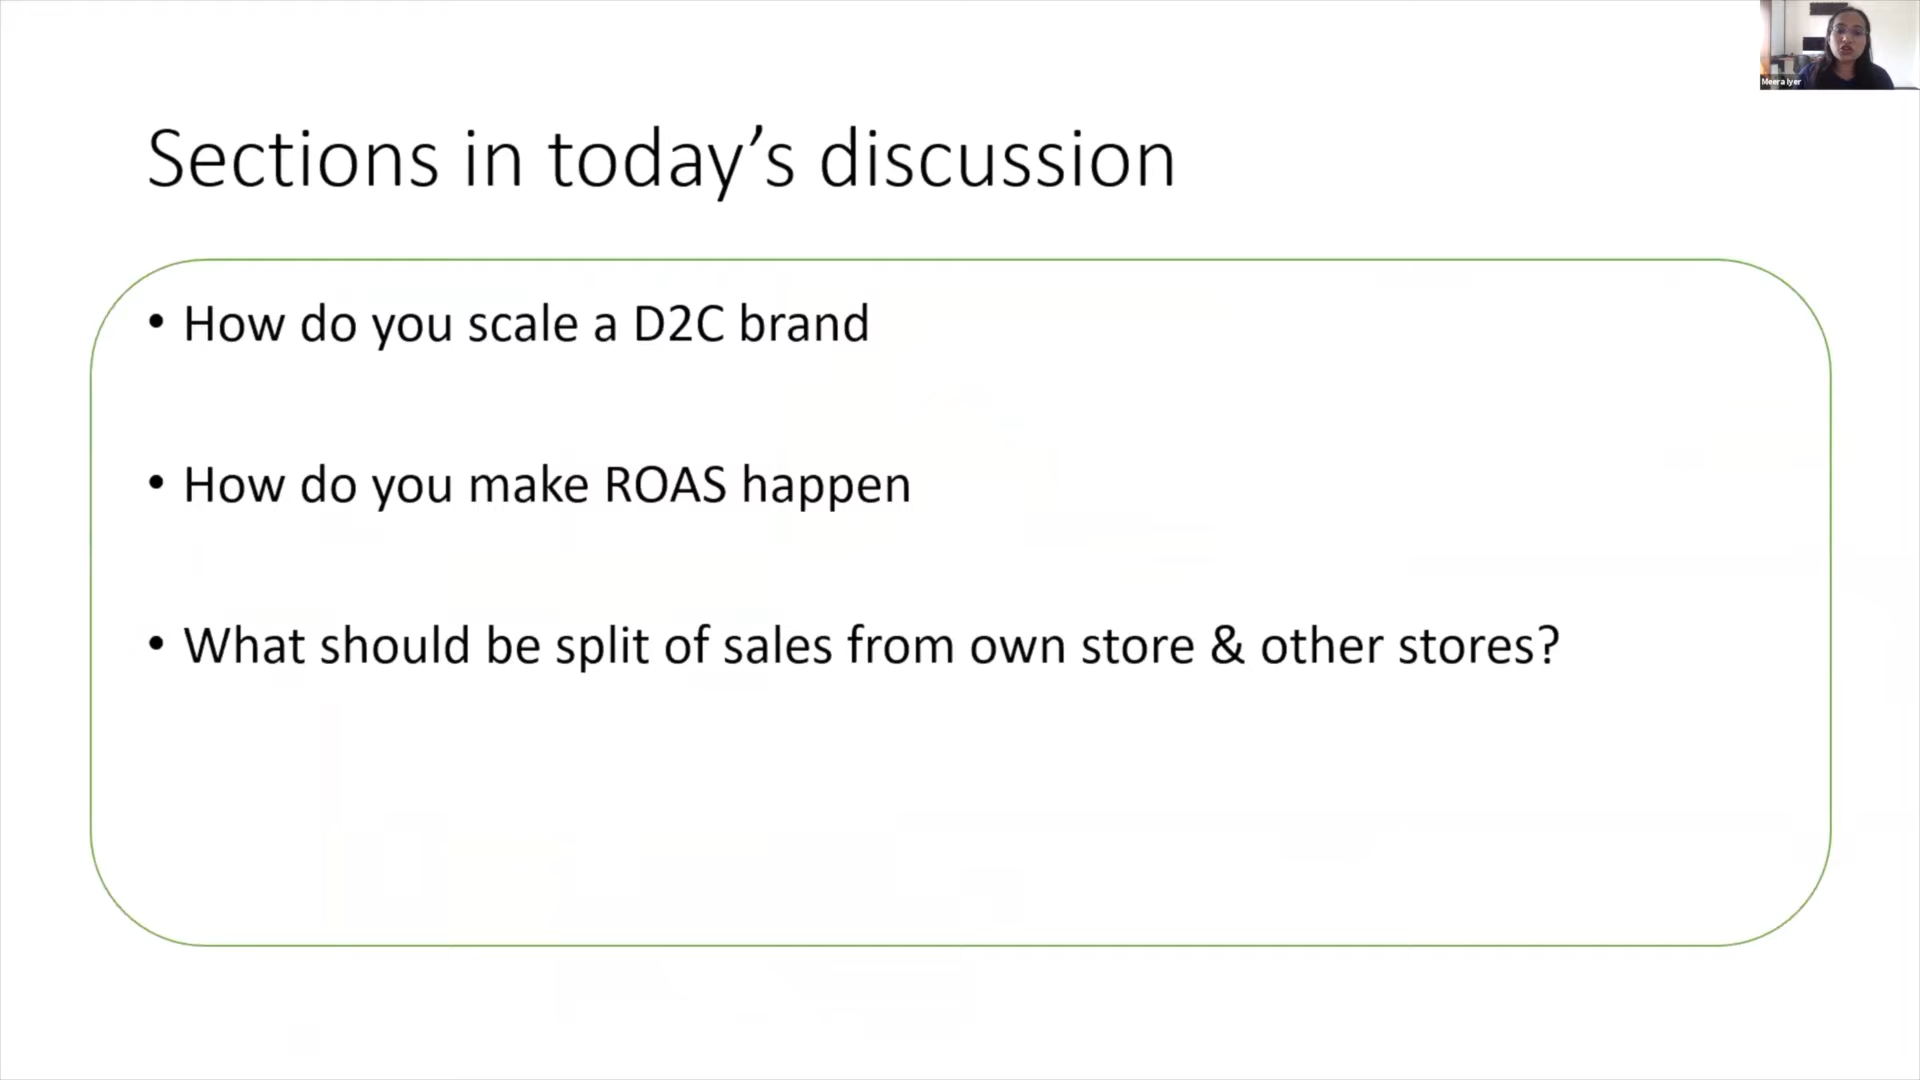 Meera Iyer
Sections in today’s discussion
• How do you scale a D2C brand
• How do you make ROAS happen
• What should be split of sales from own store & other stores?